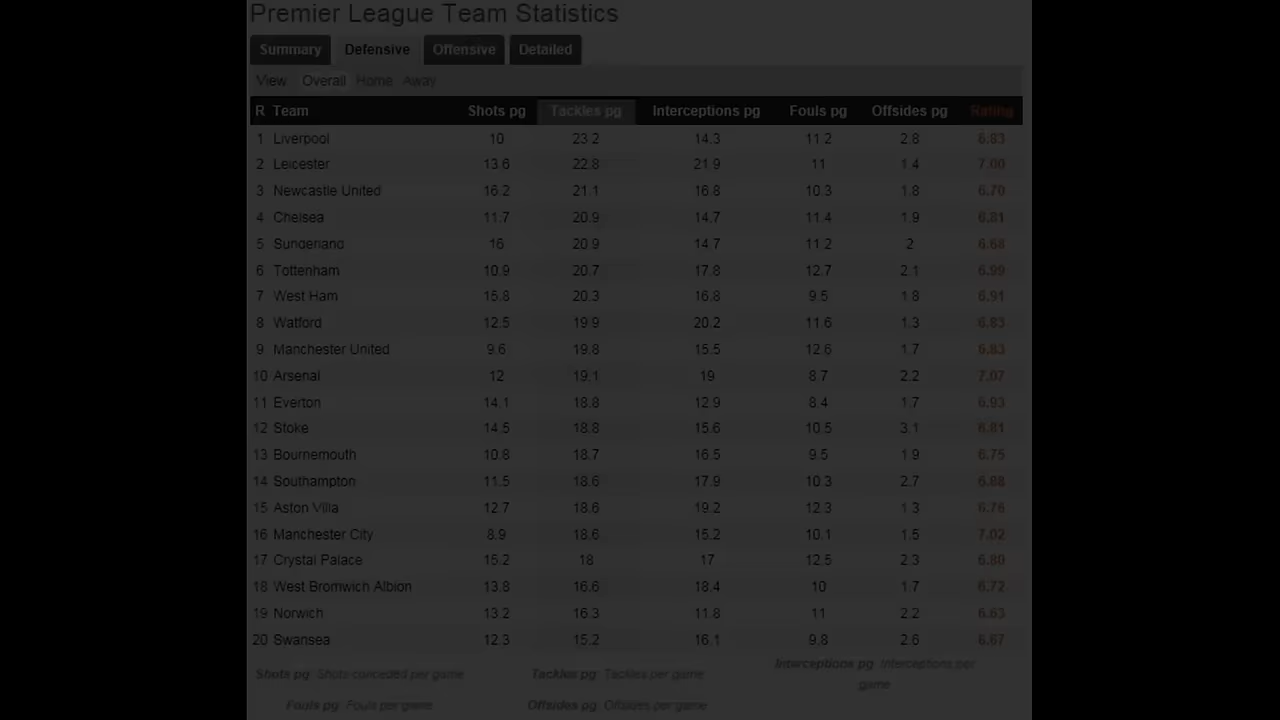 Premier League Team Statistics
Summary Defensive Offensive Detailed
View Overall Home Away
R Team Shots pg Tackles pg Interceptions pg Fouls pg Offsides pg Rating
1 Liverpool 10 23.2 14.3 11.2 2.8 6.83
2 Leicester 13.6 22.8 21.9 11 1.4 7.00
3 Newcastle United 16.2 21.1 16.8 10.3 1.8 6.70
4 Chelsea 11.7 20.9 14.7 11.4 1.9 6.81
5 Sunderland 16 20.9 14.7 11.2 2 6.68
6 Tottenham 10.9 20.7 17.8 12.7 2.1 6.99
7 West Ham 15.8 20.3 16.8 9.5 1.8 6.91
8 Watford 12.5 19.9 20.2 11.6 1.3 6.83
9 Manchester United 9.6 19.8 15.5 12.6 1.7 6.83
10 Arsenal 12 19.1 19 8.7 2.2 7.07
11 Everton 14.1 18.8 12.9 8.4 1.7 6.93
12 Stoke 14.5 18.8 15.6 10.5 3.1 6.81
13 Bournemouth 10.8 18.7 16.5 9.5 1.9 6.75
14 Southampton 11.5 18.6 17.9 10.3 2.7 6.88
15 Aston Villa 12.7 18.6 19.2 12.3 1.3 6.76
16 Manchester City 8.9 18.6 15.2 10.1 1.5 7.02
17 Crystal Palace 15.2 18 17 12.5 2.3 6.80
18 West Bromwich Albion 13.8 16.6 18.4 10 1.7 6.72
19 Norwich 13.2 16.3 11.8 11 2.2 6.63
20 Swansea 12.3 15.2 16.1 9.8 2.6 6.67
Shots pg: Shots conceded per game Tackles pg: Tackles per game Interceptions pg: Interceptions per
game
Fouls pg: Fouls per game Offsides pg: Offsides per game